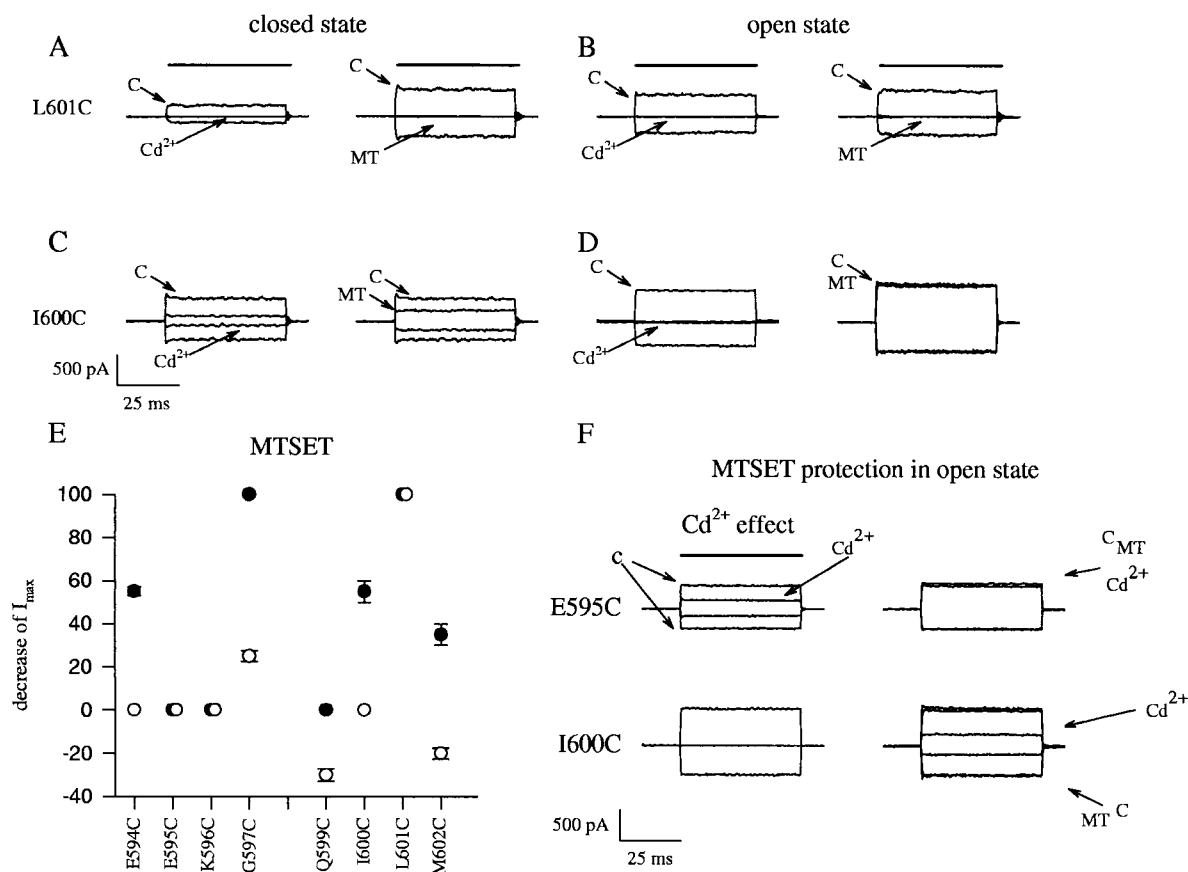 closed state
open state
A
B
C
C
C
C
L601C
Cd2+
MT
Cd2+
MT
C
D
C
C
MT
C
C
MT
I600C
Cd2+
Cd2+
500 pA
25 ms
E
F
MTSET
MTSET protection in open state
decrease of Imax
100
80
60
40
20
0
-20
-40
E594C
E595C
K596C
G597C
Q599C
I600C
L601C
M602C
Cd2+ effect
c
Cd2+
C MT
Cd2+
E595C
I600C
Cd2+
MT C
500 pA
25 ms